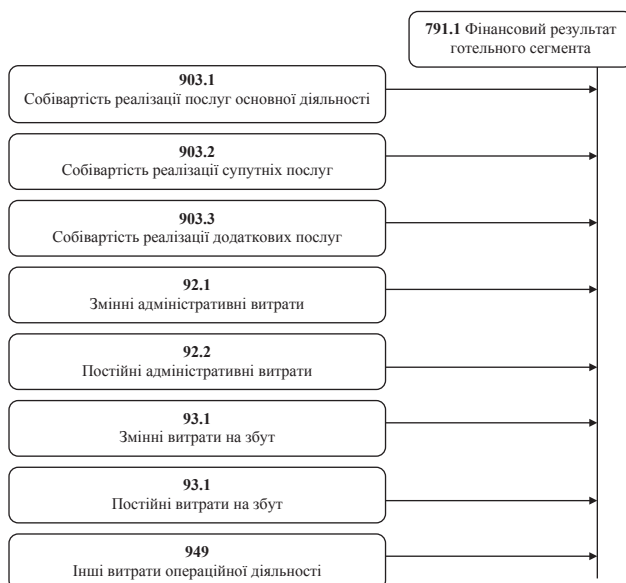 791.1 Фінансовий результат
готельного сегмента
903.1
Собівартість реалізації послуг основної діяльності
903.2
Собівартість реалізації супутніх послуг
903.3
Собівартість реалізації додаткових послуг
92.1
Змінні адміністративні витрати
92.2
Постійні адміністративні витрати
93.1
Змінні витрати на збут
93.1
Постійні витрати на збут
949
Інші витрати операційної діяльності